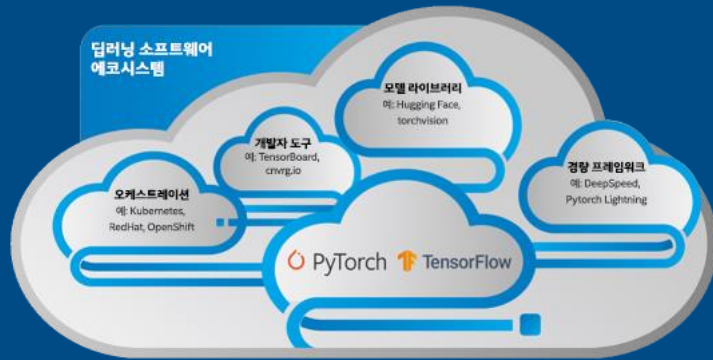 딥러닝 소프트웨어
에코시스템
모델 라이브러리
예: Hugging Face,
torchvision
개발자 도구
예: TensorBoard,
cnvrg.io
오케스트레이션
예: Kubernetes,
RedHat, OpenShift
경량 프레임워크
예: DeepSpeed,
Pytorch Lightning
PyTorch TensorFlow